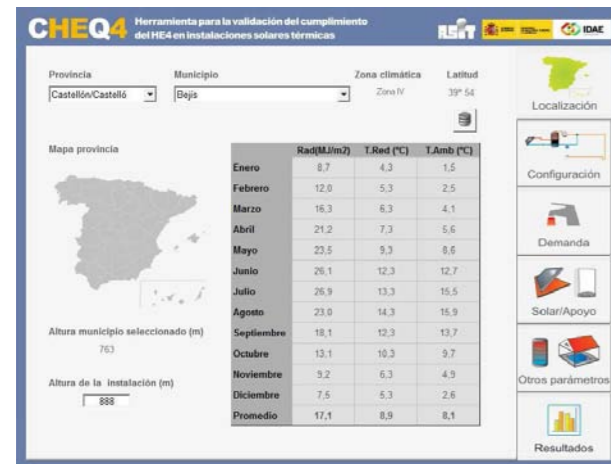 CHEQ4 Herramienta para la validación del cumplimiento
del HE4 en instalaciones solares térmicas
IDAE
Provincia Municipio Zona climática Latitud
Castellón/Castelló Bejís Zona IV 39º 54
Localización
Mapa provincia
Rad(MJ/m2) T.Red (ºC) T.Amb (ºC)
Enero 8,7 4,3 1,5
Febrero 12,0 5,3 2,5
Marzo 16,3 6,3 4,1
Abril 21,2 7,3 5,6
Mayo 23,5 9,3 8,6
Junio 26,1 12,3 12,7
Julio 26,9 13,3 15,5
Agosto 23,0 14,3 15,9
Septiembre 18,1 12,3 13,7
Octubre 13,1 10,3 9,7
Noviembre 9,2 6,3 4,9
Diciembre 7,5 5,3 2,6
Promedio 17,1 8,9 8,1
Altura municipio seleccionado (m)
763
Altura de la instalación (m)
888
Configuración
Demanda
Solar/Apoyo
Otros parámetros
Resultados